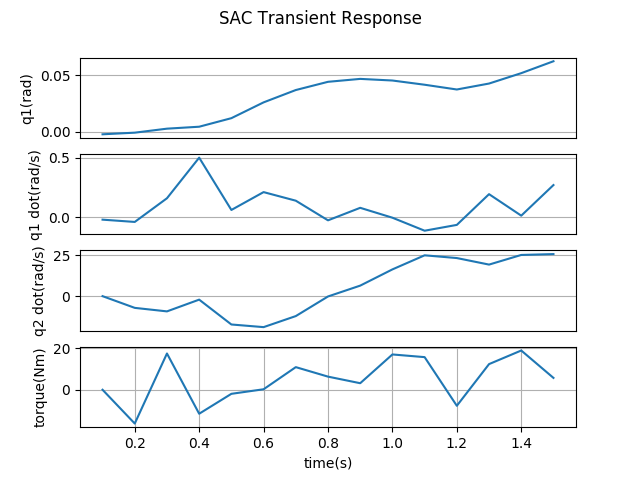 SAC Transient Response
q1(rad)
0.05
0.00
q1 dot(rad/s)
0.5
0.0
q2 dot(rad/s)
25
0
torque(Nm)
20
0
0.2 0.4 0.6 0.8 1.0 1.2 1.4
time(s)